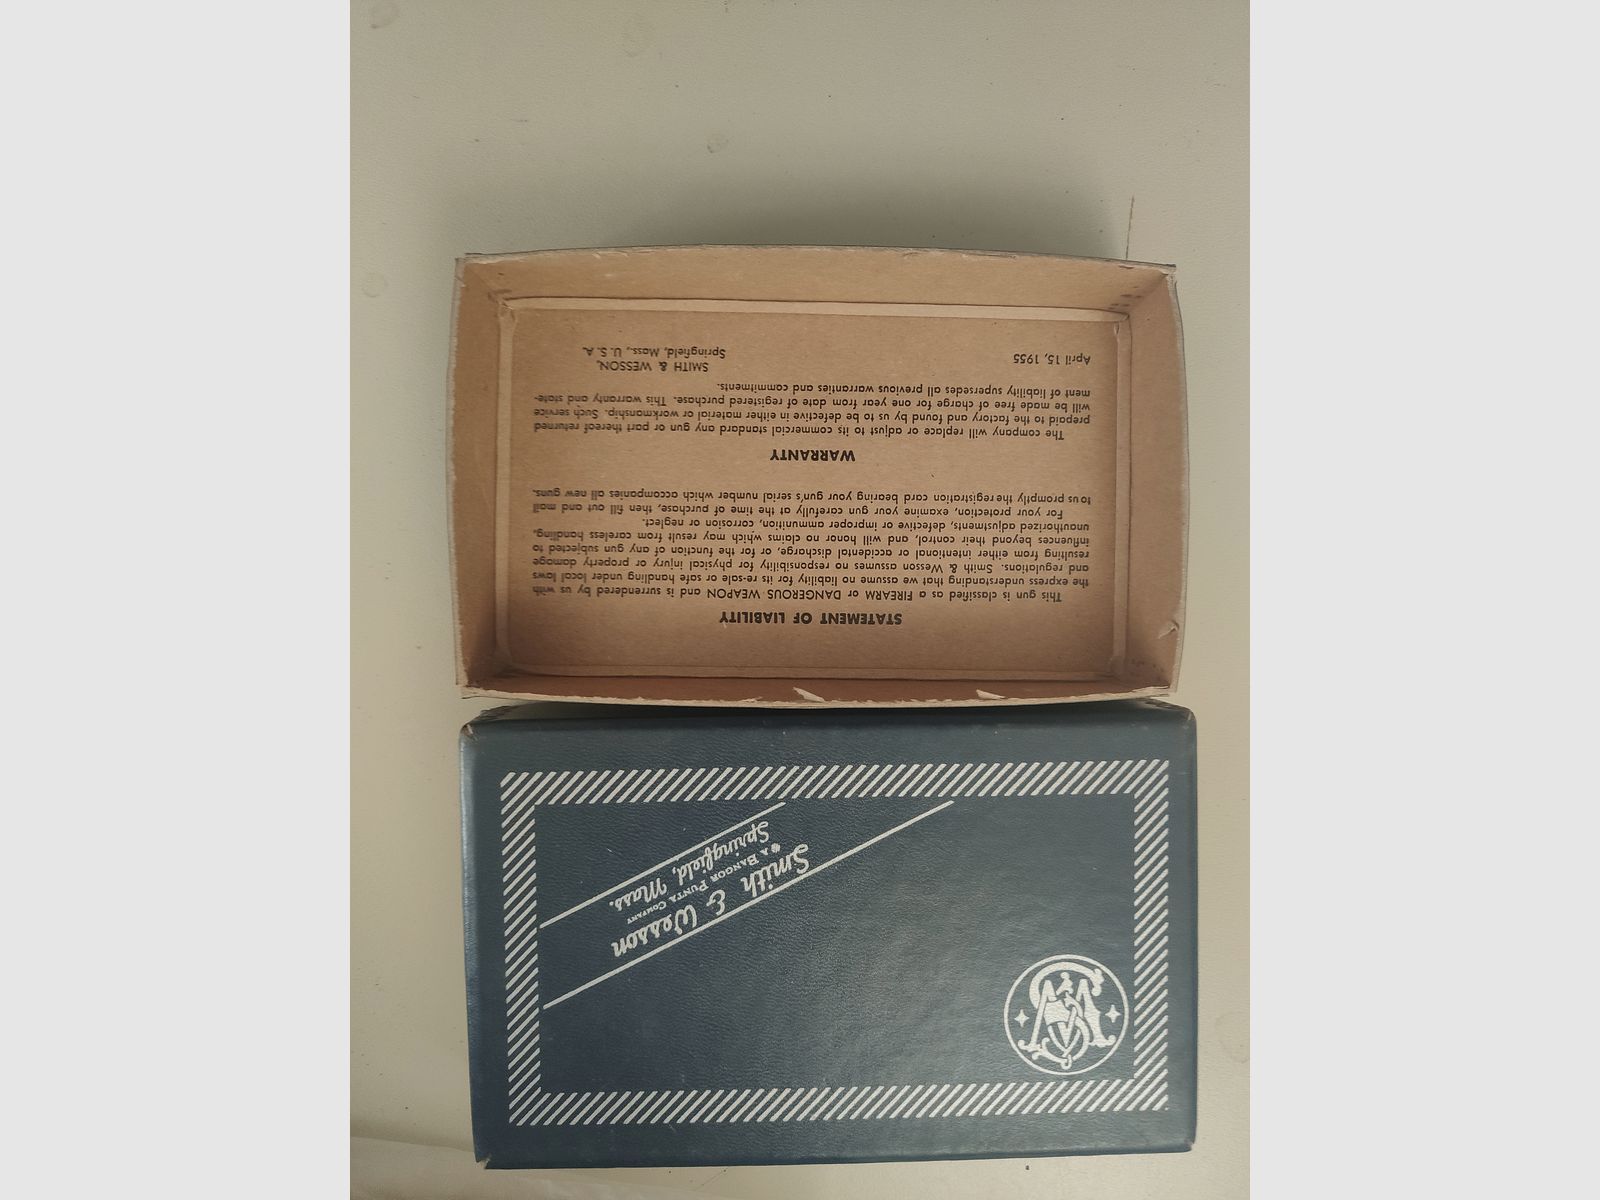 STATEMENT OF LIABILITY
This gun is classified as a FIREARM or DANGEROUS WEAPON and is surrendered by us with
the express understanding that we assume no liability for its re-sale or safe handling under local laws
and regulations. Smith & Wesson assumes no responsibility for physical injury or property damage
resulting from either intentional or accidental discharge, or for the function of any gun subjected to
influences beyond their control, and will honor no claims which may result from careless handling,
unauthorized adjustments, defective or improper ammunition, corrosion or neglect.
For your protection, examine your gun carefully at the time of purchase, then fill out and mail
to us promptly the registration card bearing your gun's serial number which accompanies all new guns.
WARRANTY
The company will replace or adjust to its commercial standard any gun or part thereof returned
prepaid to the factory and found by us to be defective in either material or workmanship. Such service
will be made free of charge for one year from date of registered purchase. This warranty and state-
ment of liability supersedes all previous warranties and commitments.
SMITH & WESSON,
April 15, 1955 Springfield, Mass., U. S. A.
Smith & Wesson
A BANGOR PUNTA COMPANY
Springfield, Mass.
S W